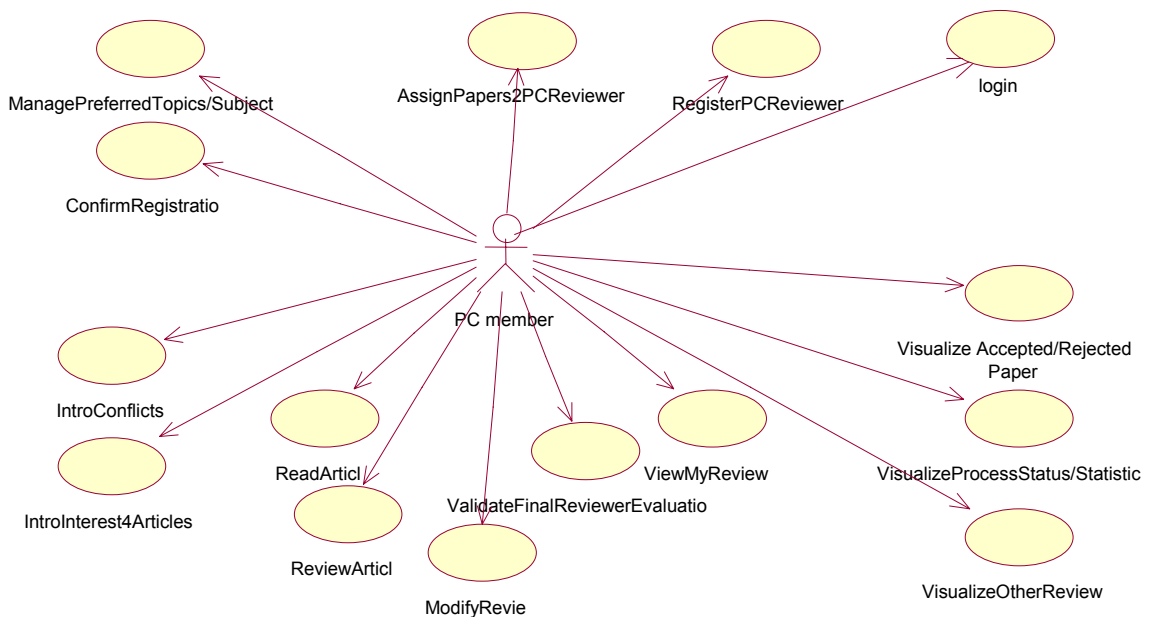 login
AssignPapers2PCReviewer
ManagePreferredTopics/Subject
RegisterPCReviewer
ConfirmRegistratio
PC member
Visualize Accepted/Rejected
Paper
IntroConflicts
ReadArticl
ViewMyReview
VisualizeProcessStatus/Statistic
ValidateFinalReviewerEvaluatio
IntroInterest4Articles
ReviewArticl
VisualizeOtherReview
ModifyRevie